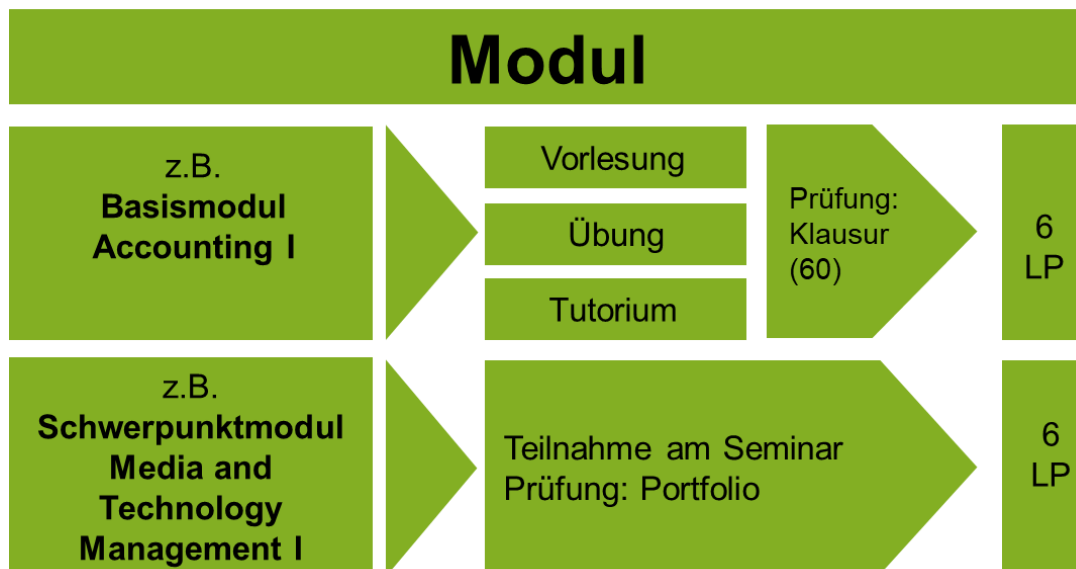 Modul
z.B.
Basismodul
Accounting I
Vorlesung
Übung
Tutorium
Prüfung:
Klausur
(60)
6
LP
z.B.
Schwerpunktmodul
Media and
Technology
Management I
Teilnahme am Seminar
Prüfung: Portfolio
6
LP